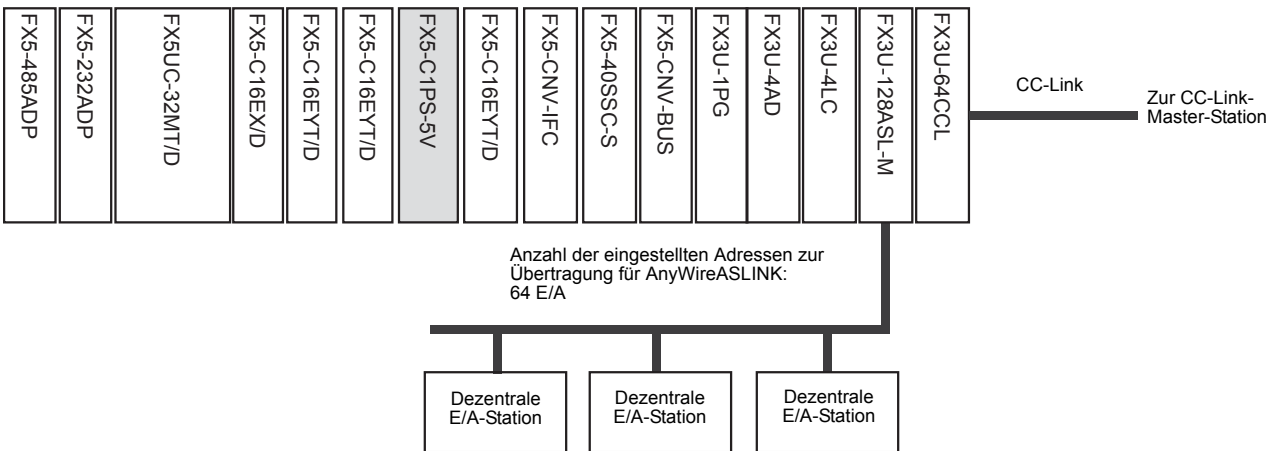 FX5-485ADP
FX5-232ADP
FX5UC-32MT/D
FX5-C16EX/D
FX5-C16EYT/D
FX5-C16EYT/D
FX5-C1PS-5V
FX5-C16EYT/D
FX5-CNV-IFC
FX5-40SSC-S
FX5-CNV-BUS
FX3U-1PG
FX3U-4AD
FX3U-4LC
FX3U-128ASL-M
FX3U-64CCL
CC-Link
Zur CC-Link-
Master-Station
Anzahl der eingestellten Adressen zur
Übertragung für AnyWireASLINK:
64 E/A
Dezentrale
E/A-Station
Dezentrale
E/A-Station
Dezentrale
E/A-Station